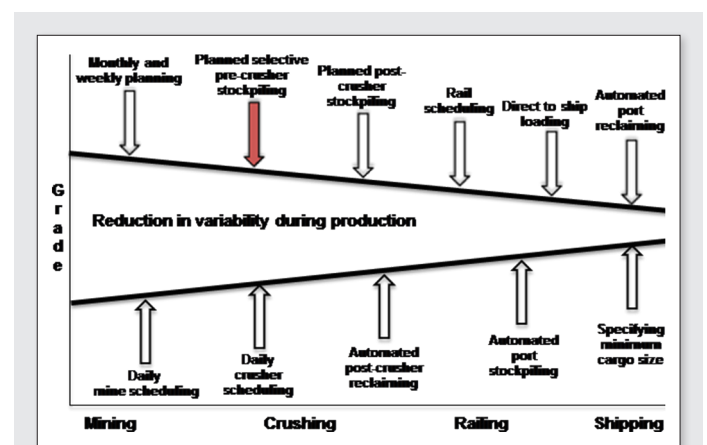 Monthly and
weekly planning
Planned selective
pre-crusher
stockpiling
Planned post-
crusher
stockpiling
Rail
scheduling
Direct to ship
loading
Automated
port
reclaiming
Grade
Reduction in variability during production
Daily
mine scheduling
Daily
crusher
scheduling
Automated
post-crusher
reclaiming
Automated
port
stockpiling
Specifying
minimum
cargo size
Mining
Crushing
Railing
Shipping